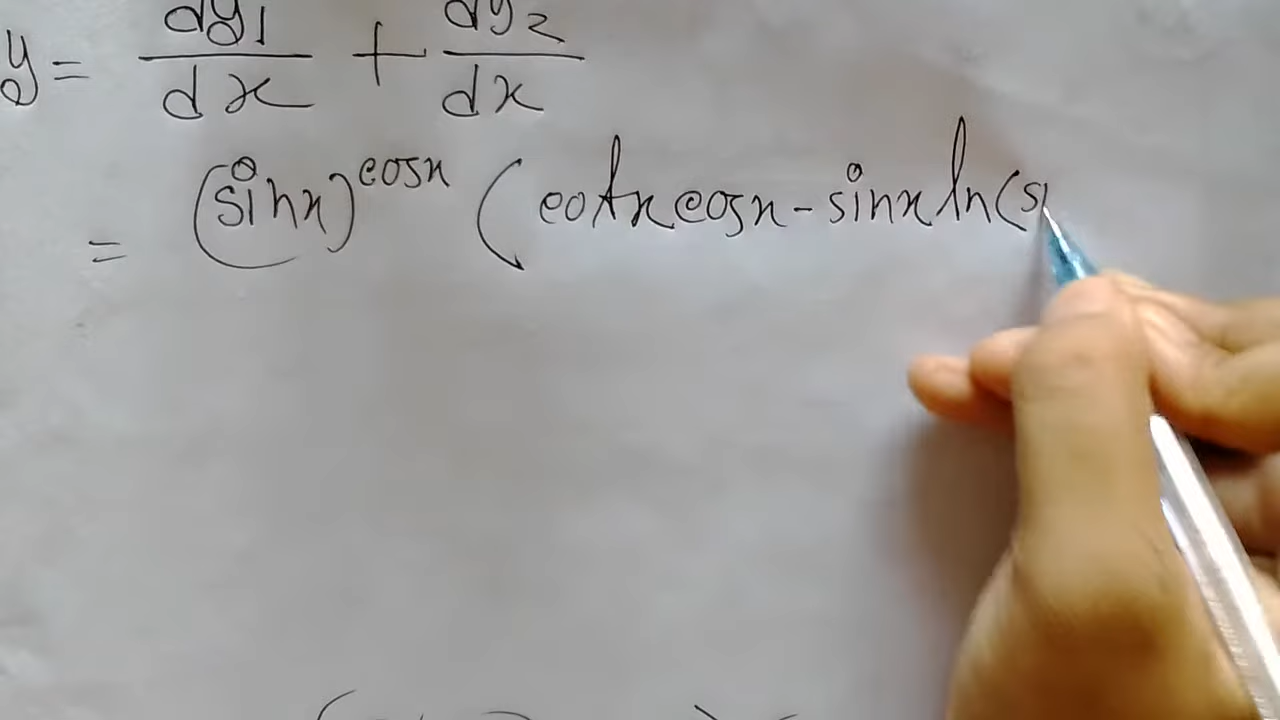 y = dy1/dx + dy2/dx
= (sinx)^cosx (cotx cosx - sinx ln(s